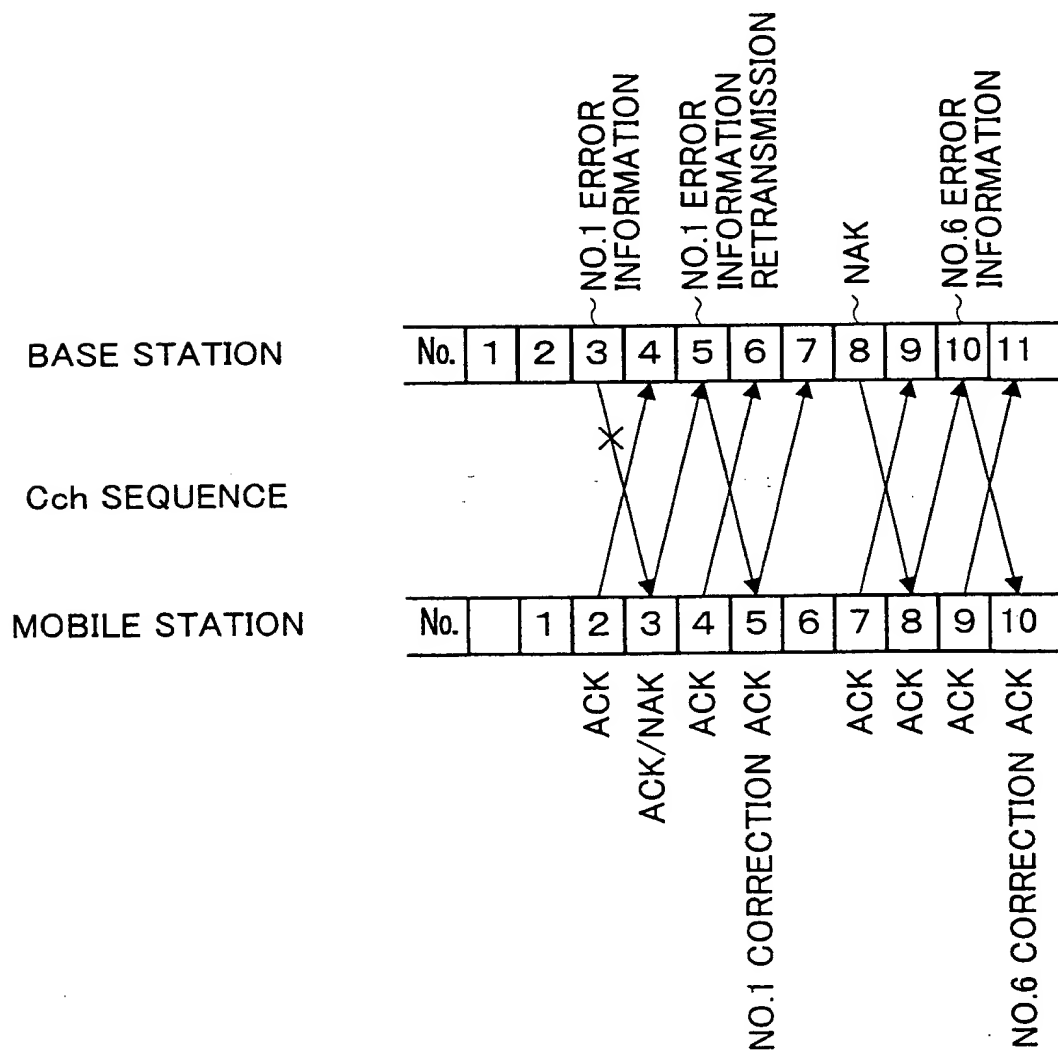 NO.1 ERROR
INFORMATION
NO.1 ERROR
INFORMATION
RETRANSMISSION
NAK
NO.6 ERROR
INFORMATION
BASE STATION
No. 1 2 3 4 5 6 7 8 9 10 11
Cch SEQUENCE
MOBILE STATION
No. 1 2 3 4 5 6 7 8 9 10
ACK
ACK/NAK
ACK
NO.1 CORRECTION ACK
ACK
ACK
ACK
NO.6 CORRECTION ACK